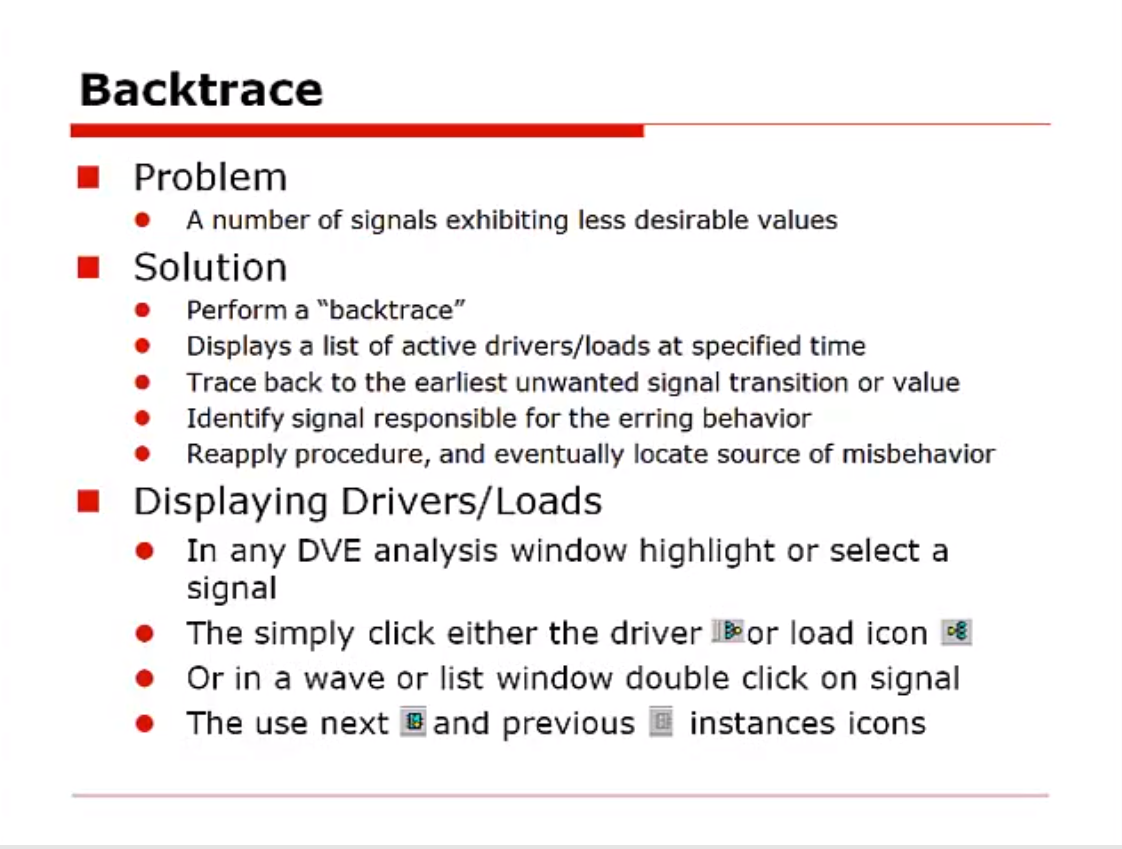 Backtrace
Problem
A number of signals exhibiting less desirable values
Solution
Perform a “backtrace”
Displays a list of active drivers/loads at specified time
Trace back to the earliest unwanted signal transition or value
Identify signal responsible for the erring behavior
Reapply procedure, and eventually locate source of misbehavior
Displaying Drivers/Loads
In any DVE analysis window highlight or select a
signal
The simply click either the driver or load icon
Or in a wave or list window double click on signal
The use next and previous instances icons